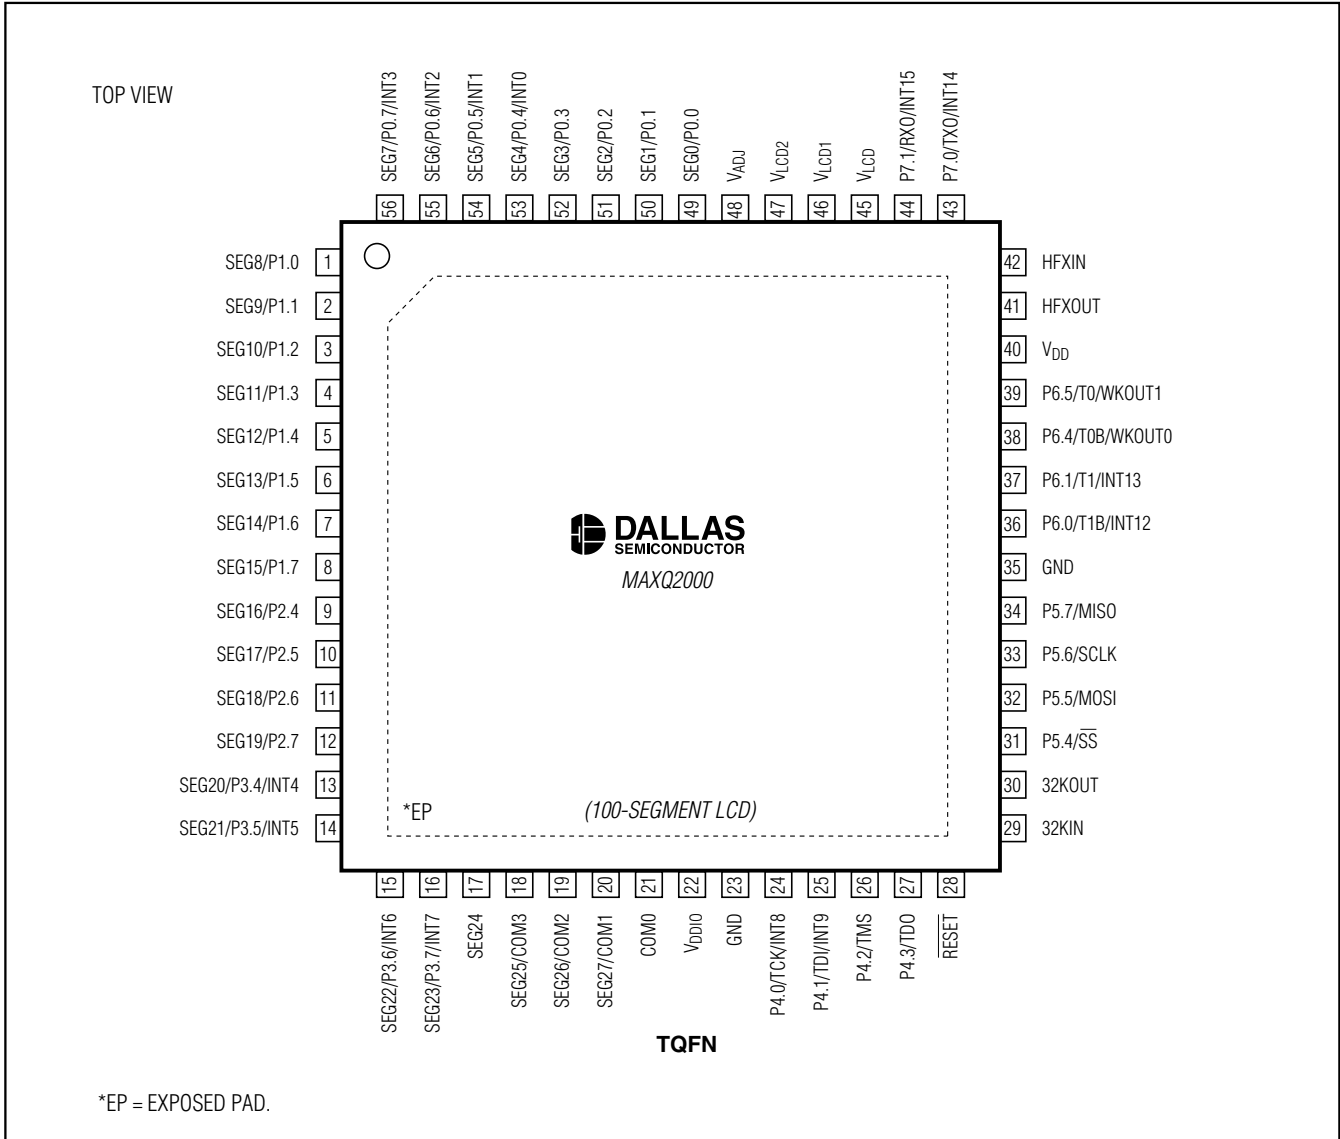 TOP VIEW
SEG7/P0.7/INT3
SEG6/P0.6/INT2
SEG5/P0.5/INT1
SEG4/P0.4/INT0
SEG3/P0.3
SEG2/P0.2
SEG1/P0.1
SEG0/P0.0
VADJ
VLCD2
VLCD1
VLCD
P7.1/RX0/INT15
P7.0/TX0/INT14
56
55
54
53
52
51
50
49
48
47
46
45
44
43
SEG8/P1.0 1
SEG9/P1.1 2
SEG10/P1.2 3
SEG11/P1.3 4
SEG12/P1.4 5
SEG13/P1.5 6
SEG14/P1.6 7
SEG15/P1.7 8
SEG16/P2.4 9
SEG17/P2.5 10
SEG18/P2.6 11
SEG19/P2.7 12
SEG20/P3.4/INT4 13
SEG21/P3.5/INT5 14
42 HFXIN
41 HFXOUT
40 VDD
39 P6.5/T0/WKOUT1
38 P6.4/T0B/WKOUT0
37 P6.1/T1/INT13
36 P6.0/T1B/INT12
35 GND
34 P5.7/MISO
33 P5.6/SCLK
32 P5.5/MOSI
31 P5.4/S̅S̅
30 32KOUT
29 32KIN
DALLAS
SEMICONDUCTOR
MAXQ2000
*EP
(100-SEGMENT LCD)
15
16
17
18
19
20
21
22
23
24
25
26
27
28
SEG22/P3.6/INT6
SEG23/P3.7/INT7
SEG24
SEG25/COM3
SEG26/COM2
SEG27/COM1
COM0
VDDIO
GND
P4.0/TCK/INT8
P4.1/TDI/INT9
P4.2/TMS
P4.3/TDO
R̅E̅S̅E̅T̅
TQFN
*EP = EXPOSED PAD.